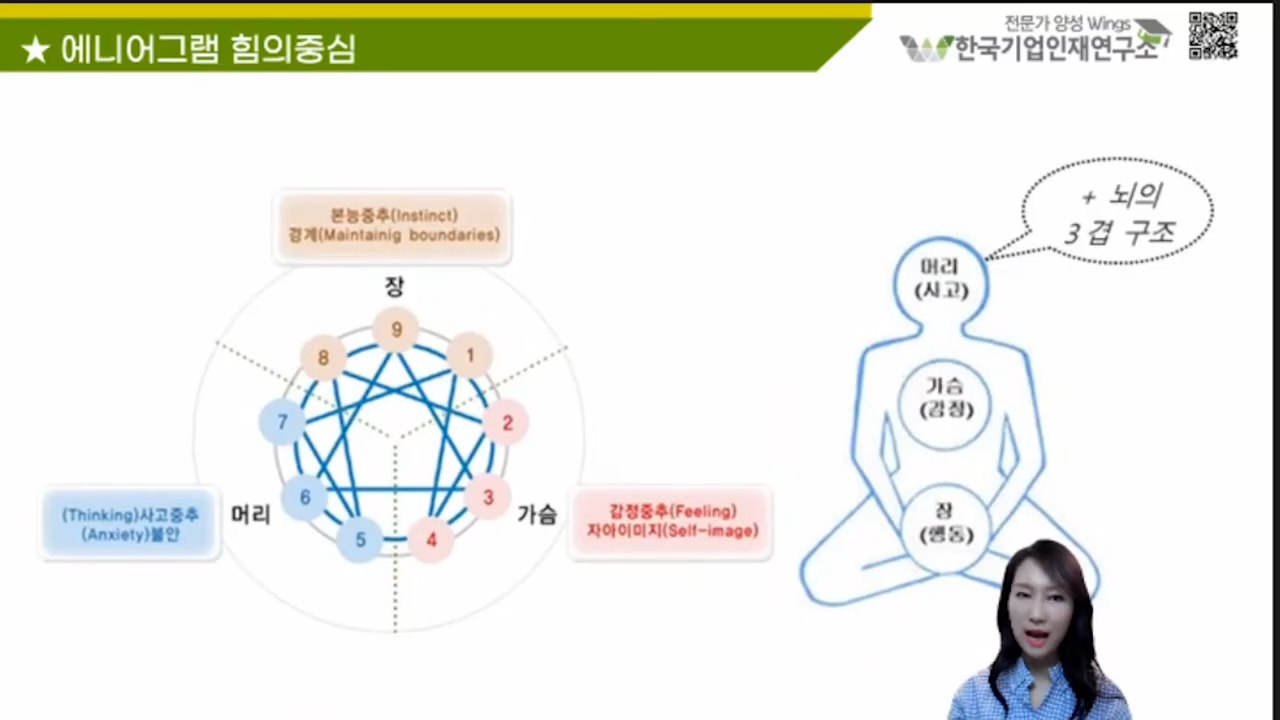 ★ 에니어그램 힘의중심
전문가 양성 Wings
한국기업인재연구소
본능중추(Instinct)
경계(Maintainig boundaries)
장
9
8
1
7
2
6
3
5
4
(Thinking)사고중추
(Anxiety)불안
머리
가슴
감정중추(Feeling)
자아이미지(Self-image)
+ 뇌의
3겹 구조
머리
(사고)
가슴
(감정)
장
(행동)